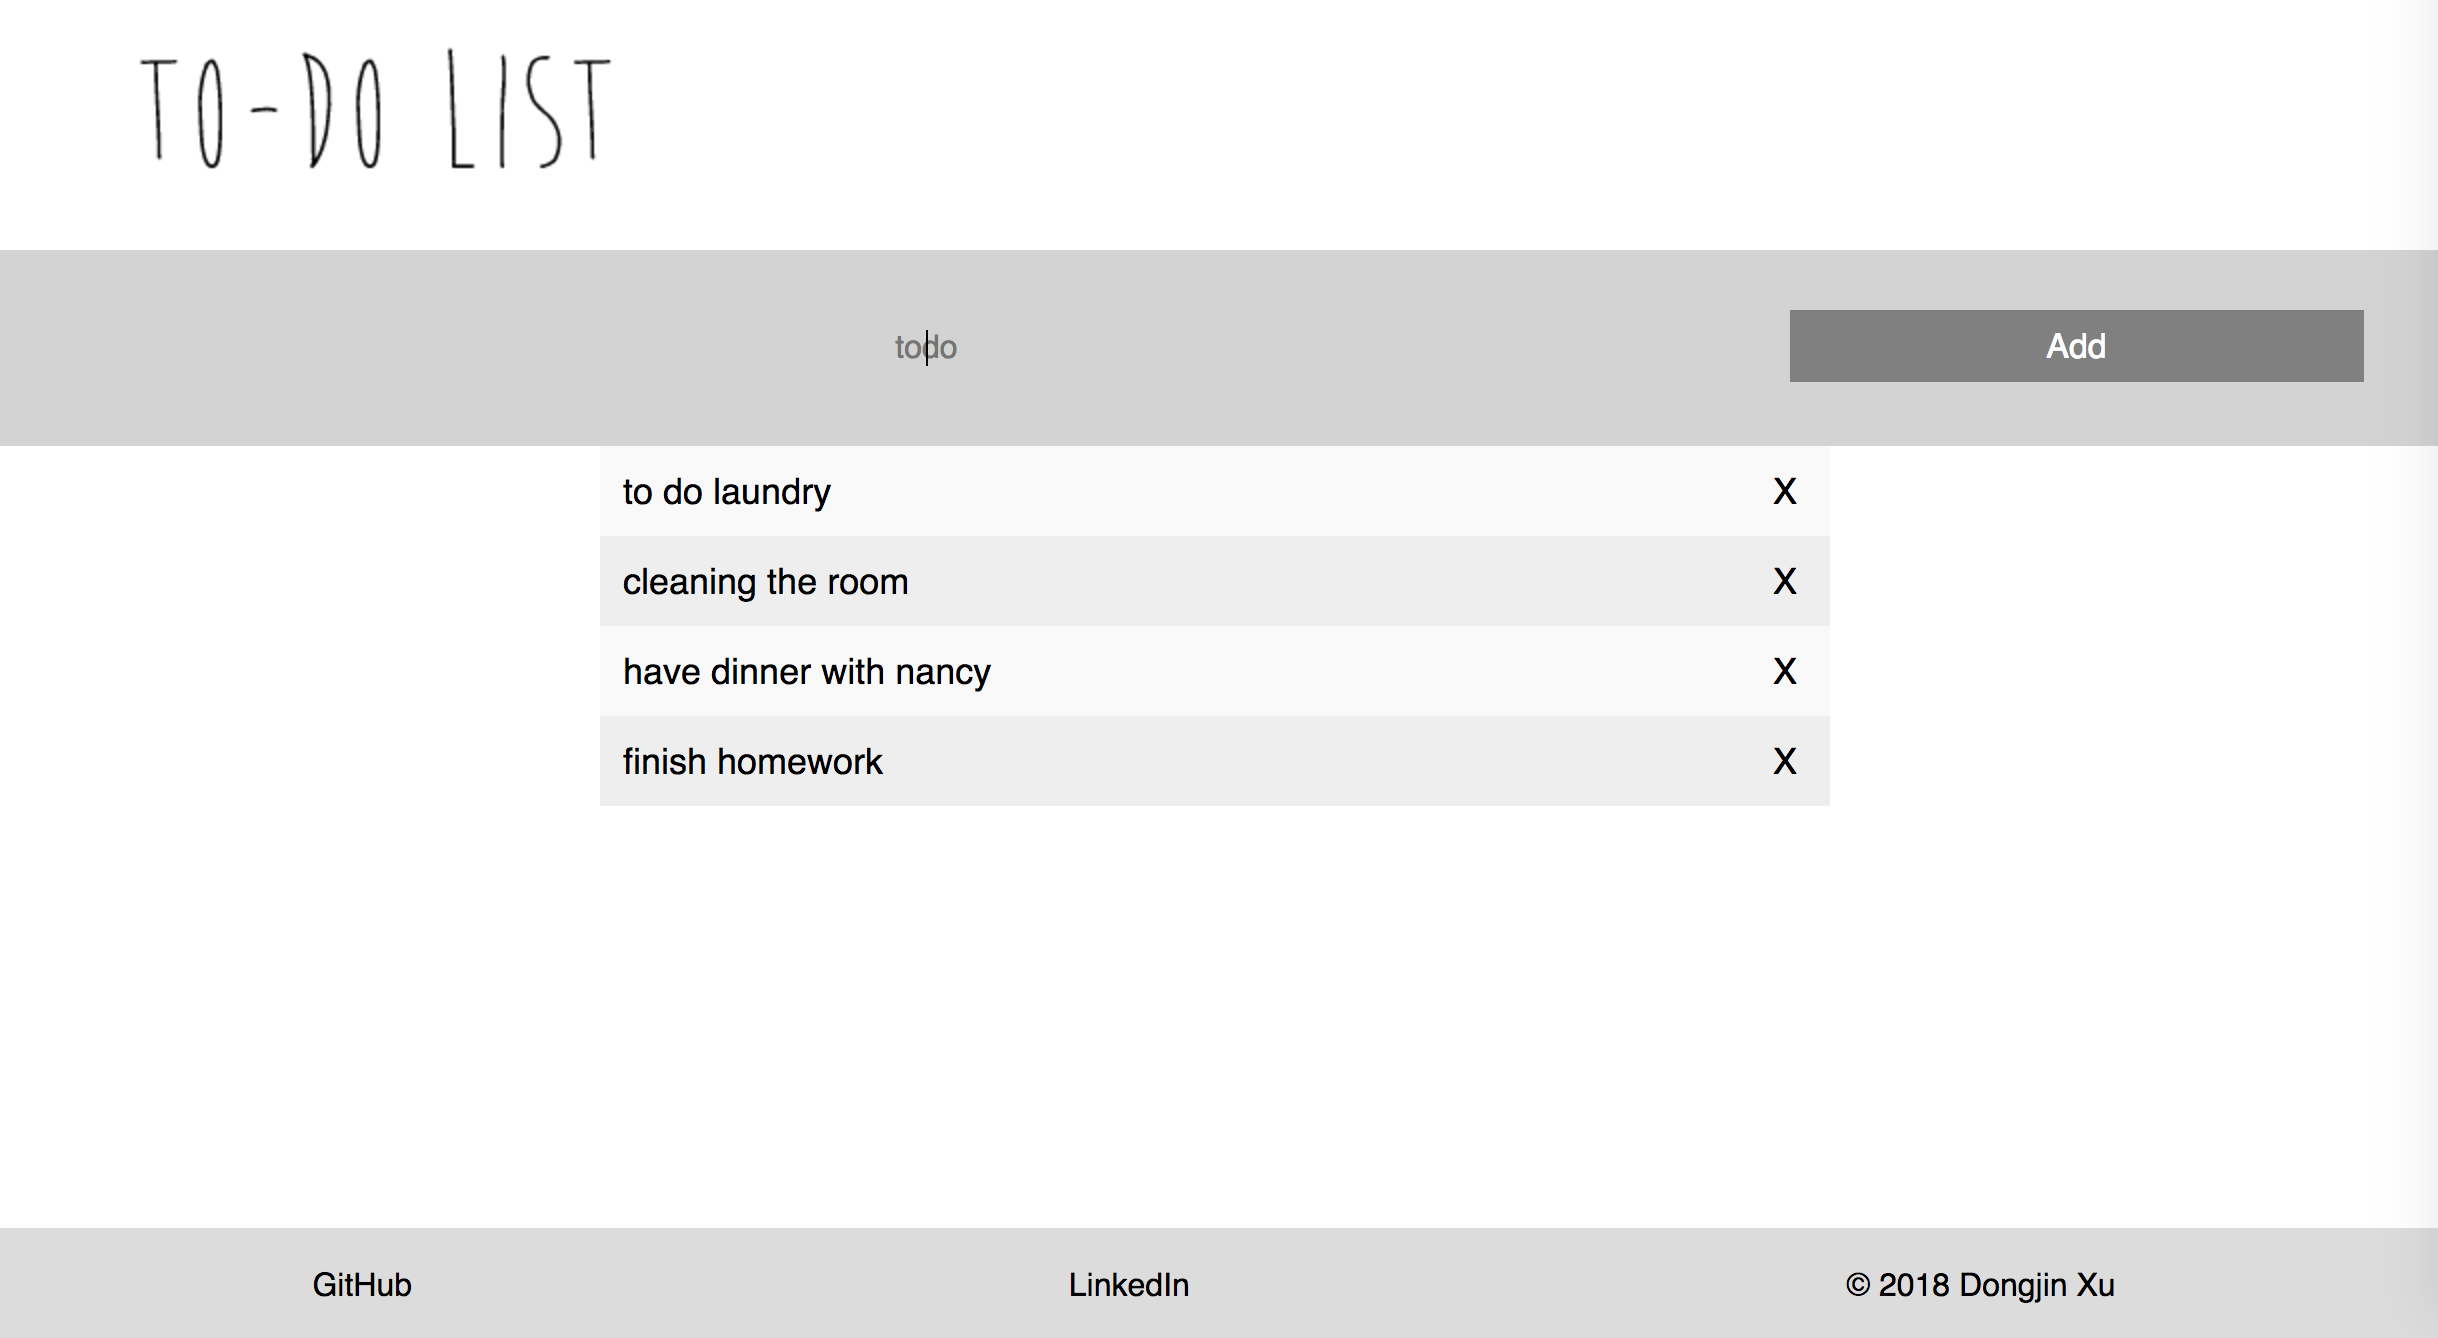 TO-DO LIST
todo
Add
to do laundry X
cleaning the room X
have dinner with nancy X
finish homework X
GitHub LinkedIn © 2018 Dongjin Xu